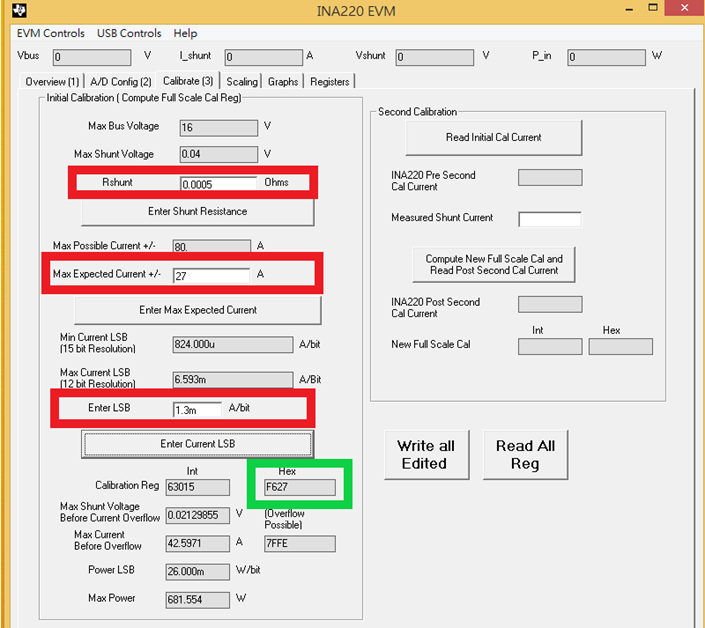 INA220 EVM
EVM Controls USB Controls Help
Vbus 0 V I_shunt 0 A Vshunt 0 V P_in 0 W
Overview (1) A/D Config (2) Calibrate (3) Scaling Graphs Registers
Initial Calibration ( Compute Full Scale Cal Reg)
Max Bus Voltage 16 V
Max Shunt Voltage 0.04 V
Rshunt 0.0005 Ohms
Enter Shunt Resistance
Max Possible Current +/- 80. A
Max Expected Current +/- 27 A
Enter Max Expected Current
Min Current LSB
(15 bit Resolution) 824.000u A/bit
Max Current LSB
(12 bit Resolution) 6.593m A/Bit
Enter LSB 1.3m A/bit
Enter Current LSB
Int Hex
Calibration Reg 63015 F627
Max Shunt Voltage
Before Current Overflow 0.02129855 V (Overflow
Possible)
Max Current
Before Overflow 42.5971 A 7FFE
Power LSB 26.000m W/bit
Max Power 681.554 W
Second Calibration
Read Initial Cal Current
INA220 Pre Second
Cal Current
Measured Shunt Current
Compute New Full Scale Cal and
Read Post Second Cal Current
INA220 Post Second
Cal Current
Int Hex
New Full Scale Cal
Write all
Edited
Read All
Reg